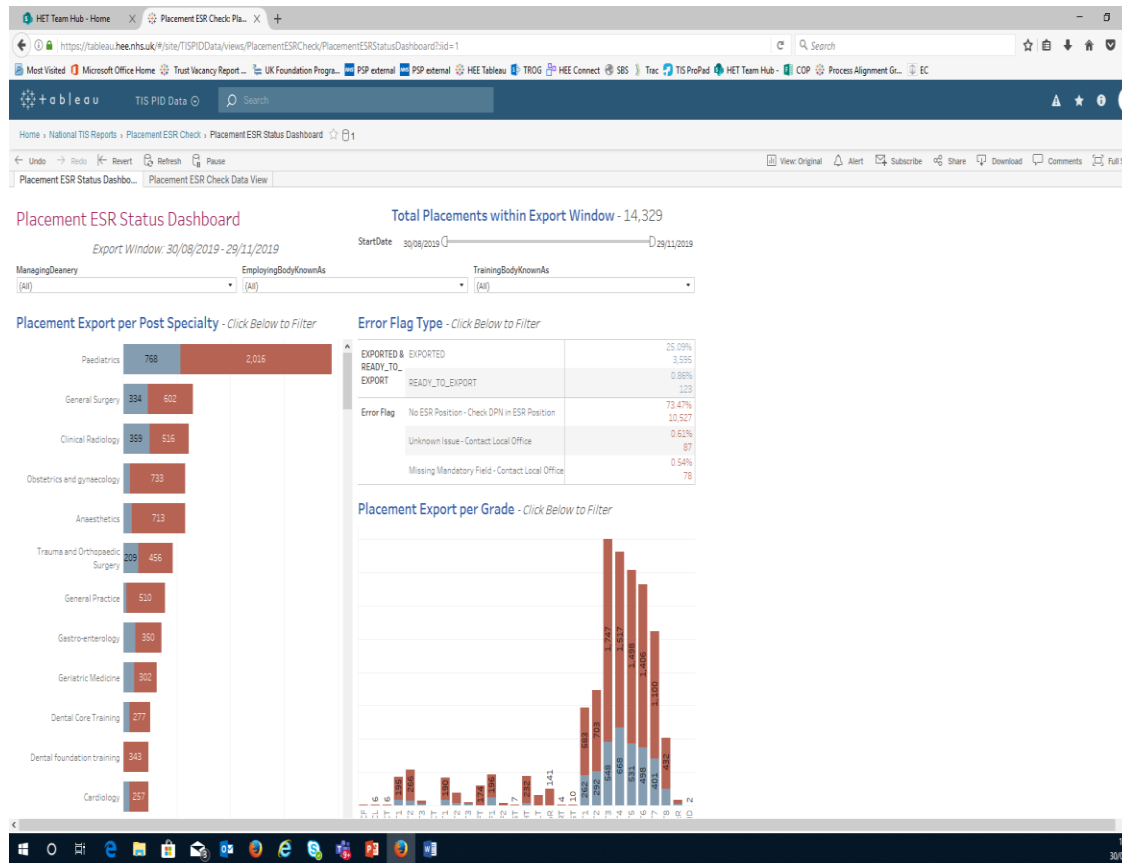 HET Team Hub - Home
Placement ESR Check: Pla...
https://tableau.hee.nhs.uk/#/site/TISPIDData/views/PlacementESRCheck/PlacementESRStatusDashboard?:iid=1
Search
Most Visited Microsoft Office Home Trust Vacancy Report ... UK Foundation Progra... PSP external PSP external HEE Tableau TROG HEE Connect SBS Trac TIS ProPad HET Team Hub - COP Process Alignment Gr... EC
+ableau TIS PID Data Search
Home > National TIS Reports > Placement ESR Check > Placement ESR Status Dashboard 1
Undo Redo Revert Refresh Pause View: Original Alert Subscribe Share Download Comments Full
Placement ESR Status Dashbo... Placement ESR Check Data View
Placement ESR Status Dashboard
Export Window: 30/08/2019 - 29/11/2019
Total Placements within Export Window - 14,329
StartDate 30/08/2019 29/11/2019
ManagingDeanery EmployingBodyKnownAs TrainingBodyKnownAs
(All) (All) (All)
Placement Export per Post Specialty - Click Below to Filter
Paediatrics 768 2,016
General Surgery 334 602
Clinical Radiology 359 516
Obstetrics and gynaecology 733
Anaesthetics 713
Trauma and Orthopaedic
Surgery 209 456
General Practice 510
Gastro-enterology 350
Geriatric Medicine 302
Dental Core Training 277
Dental foundation training 343
Cardiology 257
Error Flag Type - Click Below to Filter
EXPORTED & READY_TO_EXPORT
EXPORTED 25.09% 3,595
READY_TO_EXPORT 0.86% 123
Error Flag
No ESR Position - Check DPN in ESR Position 73.47% 10,527
Unknown Issue - Contact Local Office 0.61% 87
Missing Mandatory Field - Contact Local Office 0.54% 78
Placement Export per Grade - Click Below to Filter
6 6 195 266 190 174 196 7 232 141 4 10 583 703 1,747 1,517 1,498 1,406 1,100 432 2
262 292 548 668 531 498 401